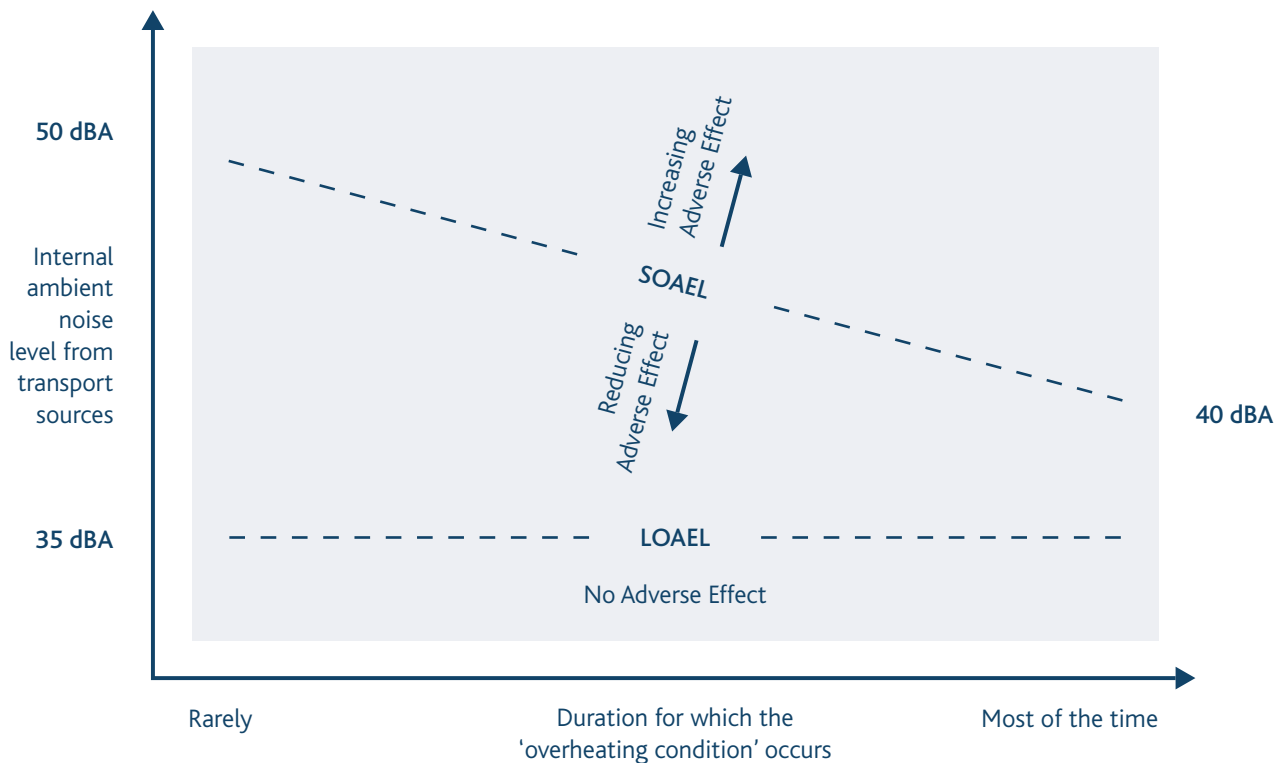 50 dBA
Internal
ambient
noise
level from
transport
sources
35 dBA
Increasing
Adverse Effect
SOAEL
Reducing
Adverse Effect
40 dBA
LOAEL
No Adverse Effect
Rarely
Duration for which the
‘overheating condition’ occurs
Most of the time